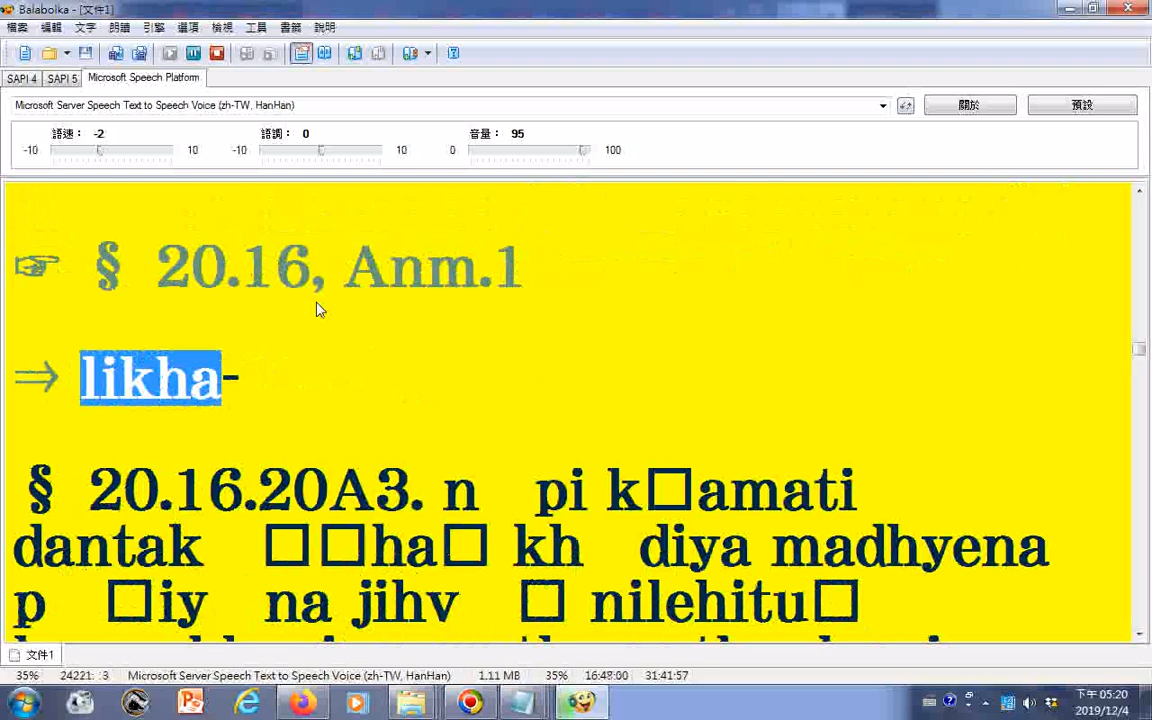 Balabolka - [文件1]
檔案 編輯 文字 朗讀 引擎 選項 檢視 工具 書籤 說明
SAPI 4 SAPI 5 Microsoft Speech Platform
Microsoft Server Speech Text to Speech Voice (zh-TW, HanHan) 關於 預設
語速： -2 語調： 0 音量： 95
-10 10 -10 10 0 100
☞ § 20.16, Anm.1
⇒ likha-
§ 20.16.20A3. n pi k□amati
dantak □□ha□ kh diya madhyena
p □iy na jihv □ nilehitu□
文件1
35% 24221: :3 Microsoft Server Speech Text to Speech Voice (zh-TW, HanHan) 1.11 MB 35% 16:48:00 31:41:57
下午 05:20
2019/12/4